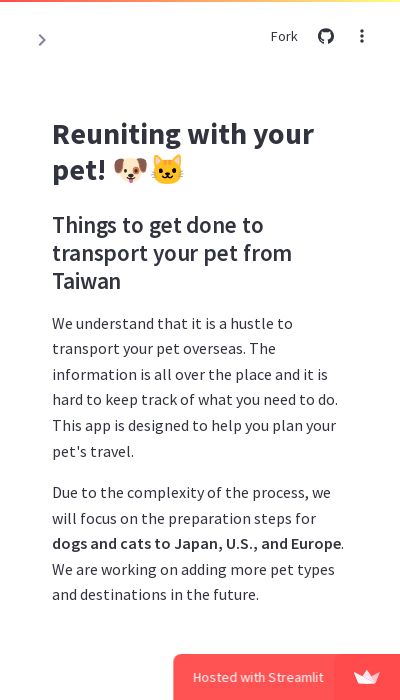 Fork
Reuniting with your
pet! 🐶🐱
Things to get done to
transport your pet from
Taiwan
We understand that it is a hustle to
transport your pet overseas. The
information is all over the place and it is
hard to keep track of what you need to do.
This app is designed to help you plan your
pet's travel.
Due to the complexity of the process, we
will focus on the preparation steps for
dogs and cats to Japan, U.S., and Europe.
We are working on adding more pet types
and destinations in the future.
Hosted with Streamlit